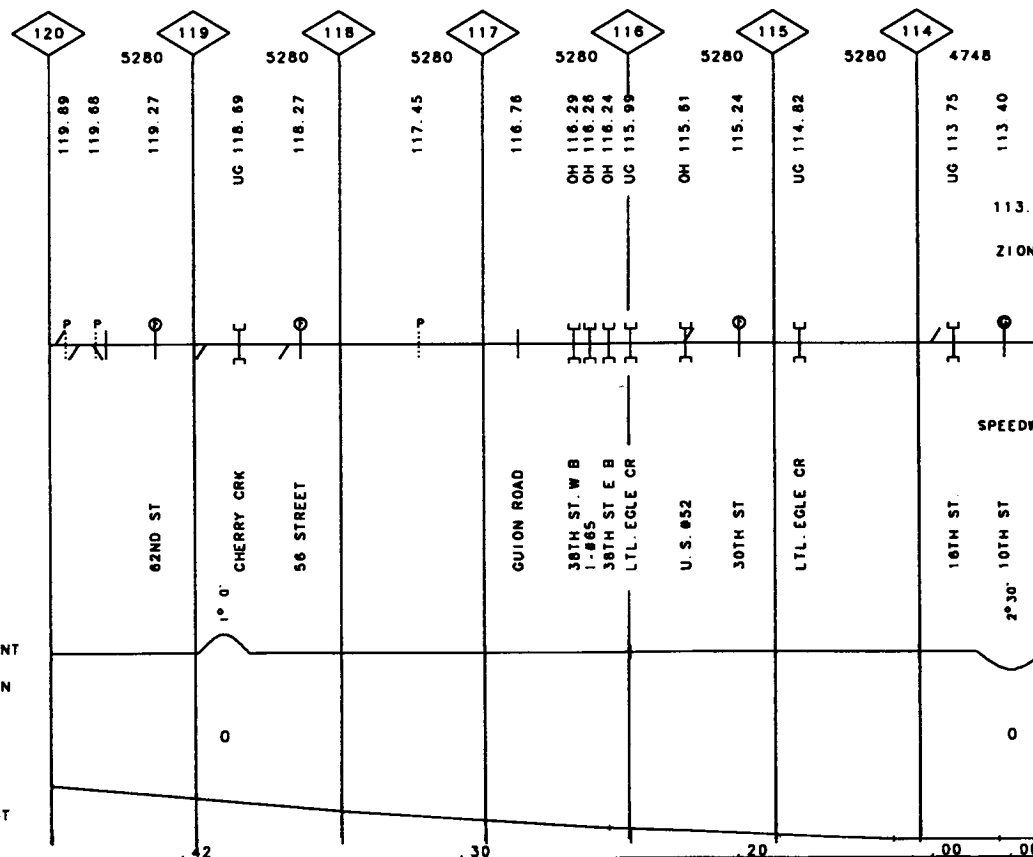 120 119 118 117 116 115 114
5280 5280 5280 5280 5280 5280 4748
119.89
119.68
119.27
UG 118.69
118.27
117.45
116.76
OH 116.29
OH 116.26
OH 116.24
UG 115.99
OH 115.61
115.24
UG 114.82
UG 113.75
113.40
113.
ZION
P P P
SPEEDW
62ND ST
CHERRY CRK
56 STREET
GUION ROAD
38TH ST. W B
I-#65
38TH ST E B
LTL. EGLE CR
U.S. #52
30TH ST
LTL. EGLE CR
16TH ST.
10TH ST
1° 0'
2° 30'
NT
N
0 0
T
.42 .30 .20 .00